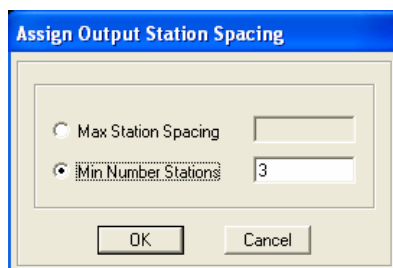 Assign Output Station Spacing
Max Station Spacing
Min Number Stations 3
OK Cancel